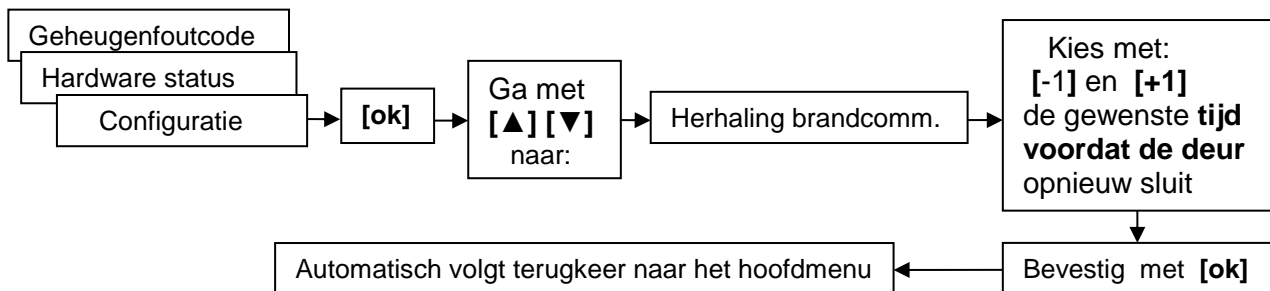 Geheugenfoutcode
Hardware status
Configuratie
[ok]
Ga met
[▲] [▼]
naar:
Herhaling brandcomm.
Kies met:
[-1] en [+1]
de gewenste tijd
voordat de deur
opnieuw sluit
Bevestig met [ok]
Automatisch volgt terugkeer naar het hoofdmenu